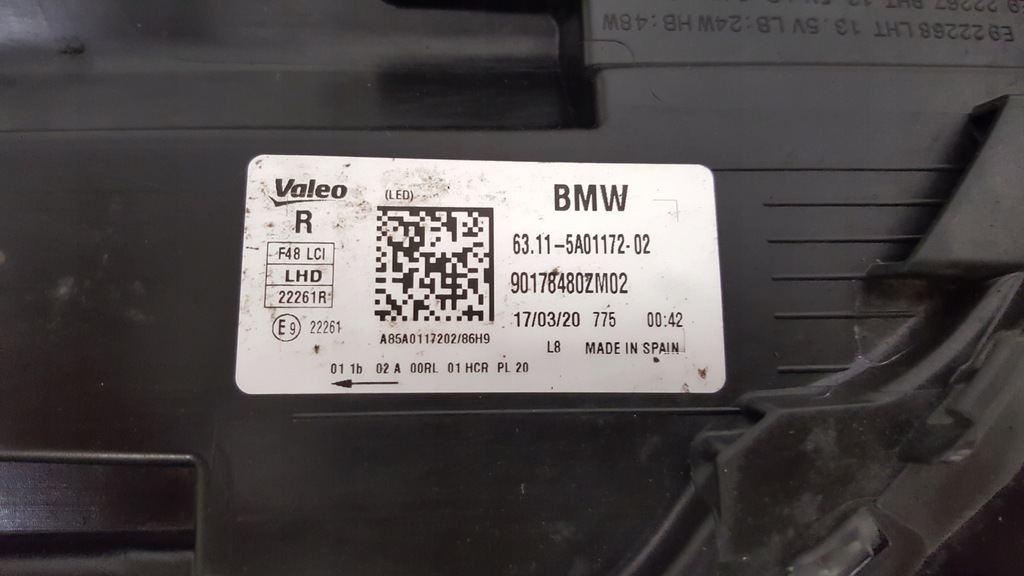 E9 22268 LHT 13.5V LB:24W HB:48W
Valeo
(LED)
BMW
R
F48 LCI
LHD
22261R
E9 22261
63.11-5A01172-02
90178480ZM02
17/03/20 775 00:42
A85A0117202/86H9
L8 MADE IN SPAIN
01 1b 02 A 00RL 01 HCR PL 20